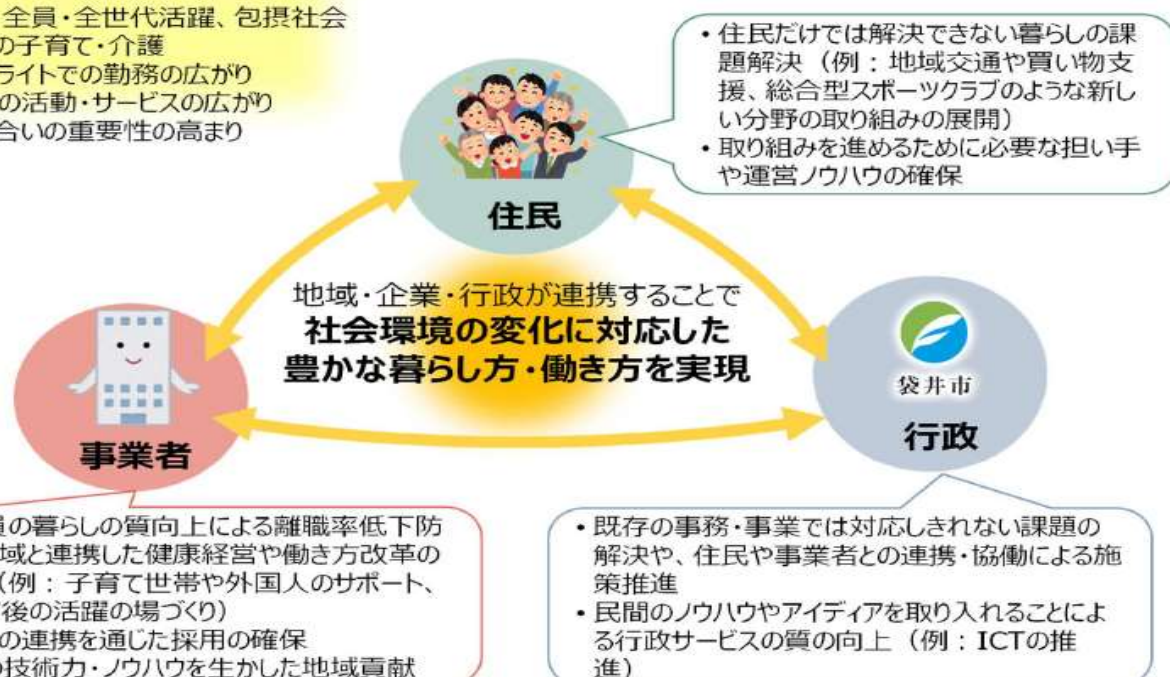 全員・全世代活躍、包摂社会
の子育て・介護
ライトでの勤務の広がり
の活動・サービスの広がり
合いの重要性の高まり
・住民だけでは解決できない暮らしの課
題解決（例：地域交通や買い物支
援、総合型スポーツクラブのような新し
い分野の取り組みの展開）
・取り組みを進めるために必要な担い手
や運営ノウハウの確保
住民
地域・企業・行政が連携することで
社会環境の変化に対応した
豊かな暮らし方・働き方を実現
事業者
袋井市
行政
員の暮らしの質向上による離職率低下防
域と連携した健康経営や働き方改革の
（例：子育て世帯や外国人のサポート、
後の活躍の場づくり）
の連携を通じた採用の確保
の技術力・ノウハウを生かした地域貢献
・既存の事務・事業では対応しきれない課題の
解決や、住民や事業者との連携・協働による施
策推進
・民間のノウハウやアイディアを取り入れることによ
る行政サービスの質の向上（例：ICTの推
進）